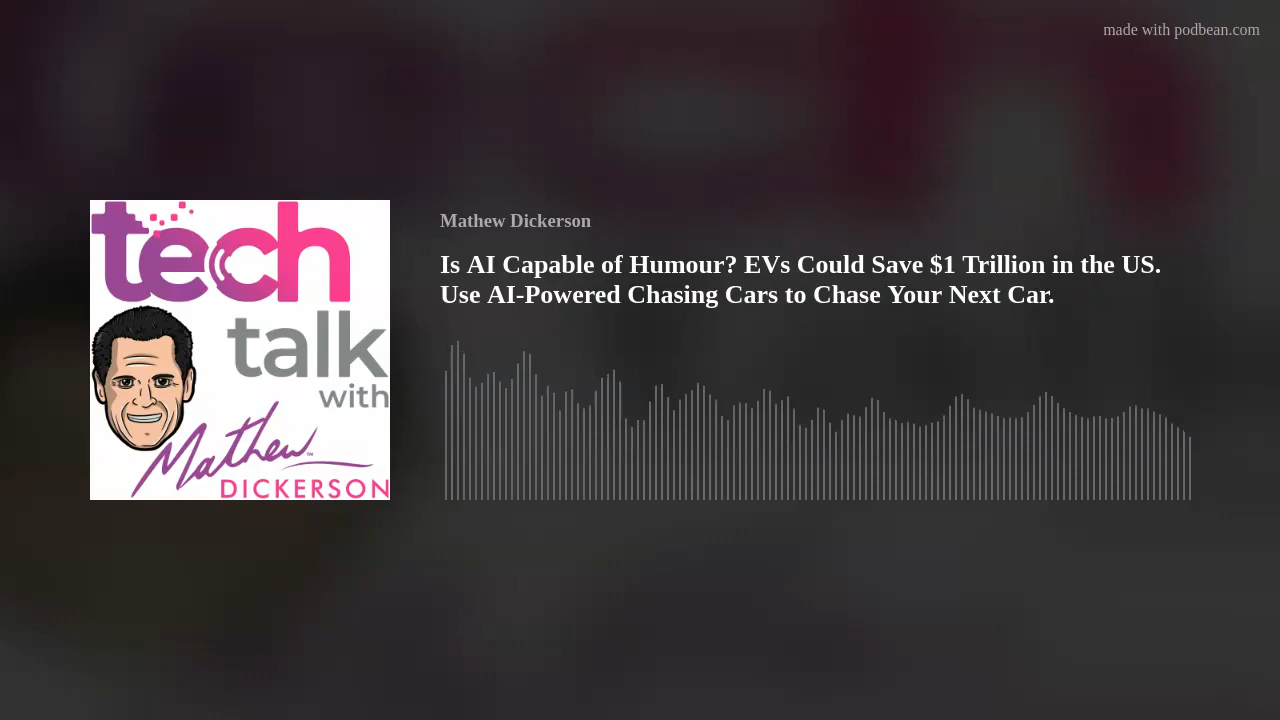 made with podbean.com
tech
talk
with
Mathew
TM
DICKERSON
Mathew Dickerson
Is AI Capable of Humour? EVs Could Save $1 Trillion in the US.
Use AI-Powered Chasing Cars to Chase Your Next Car.